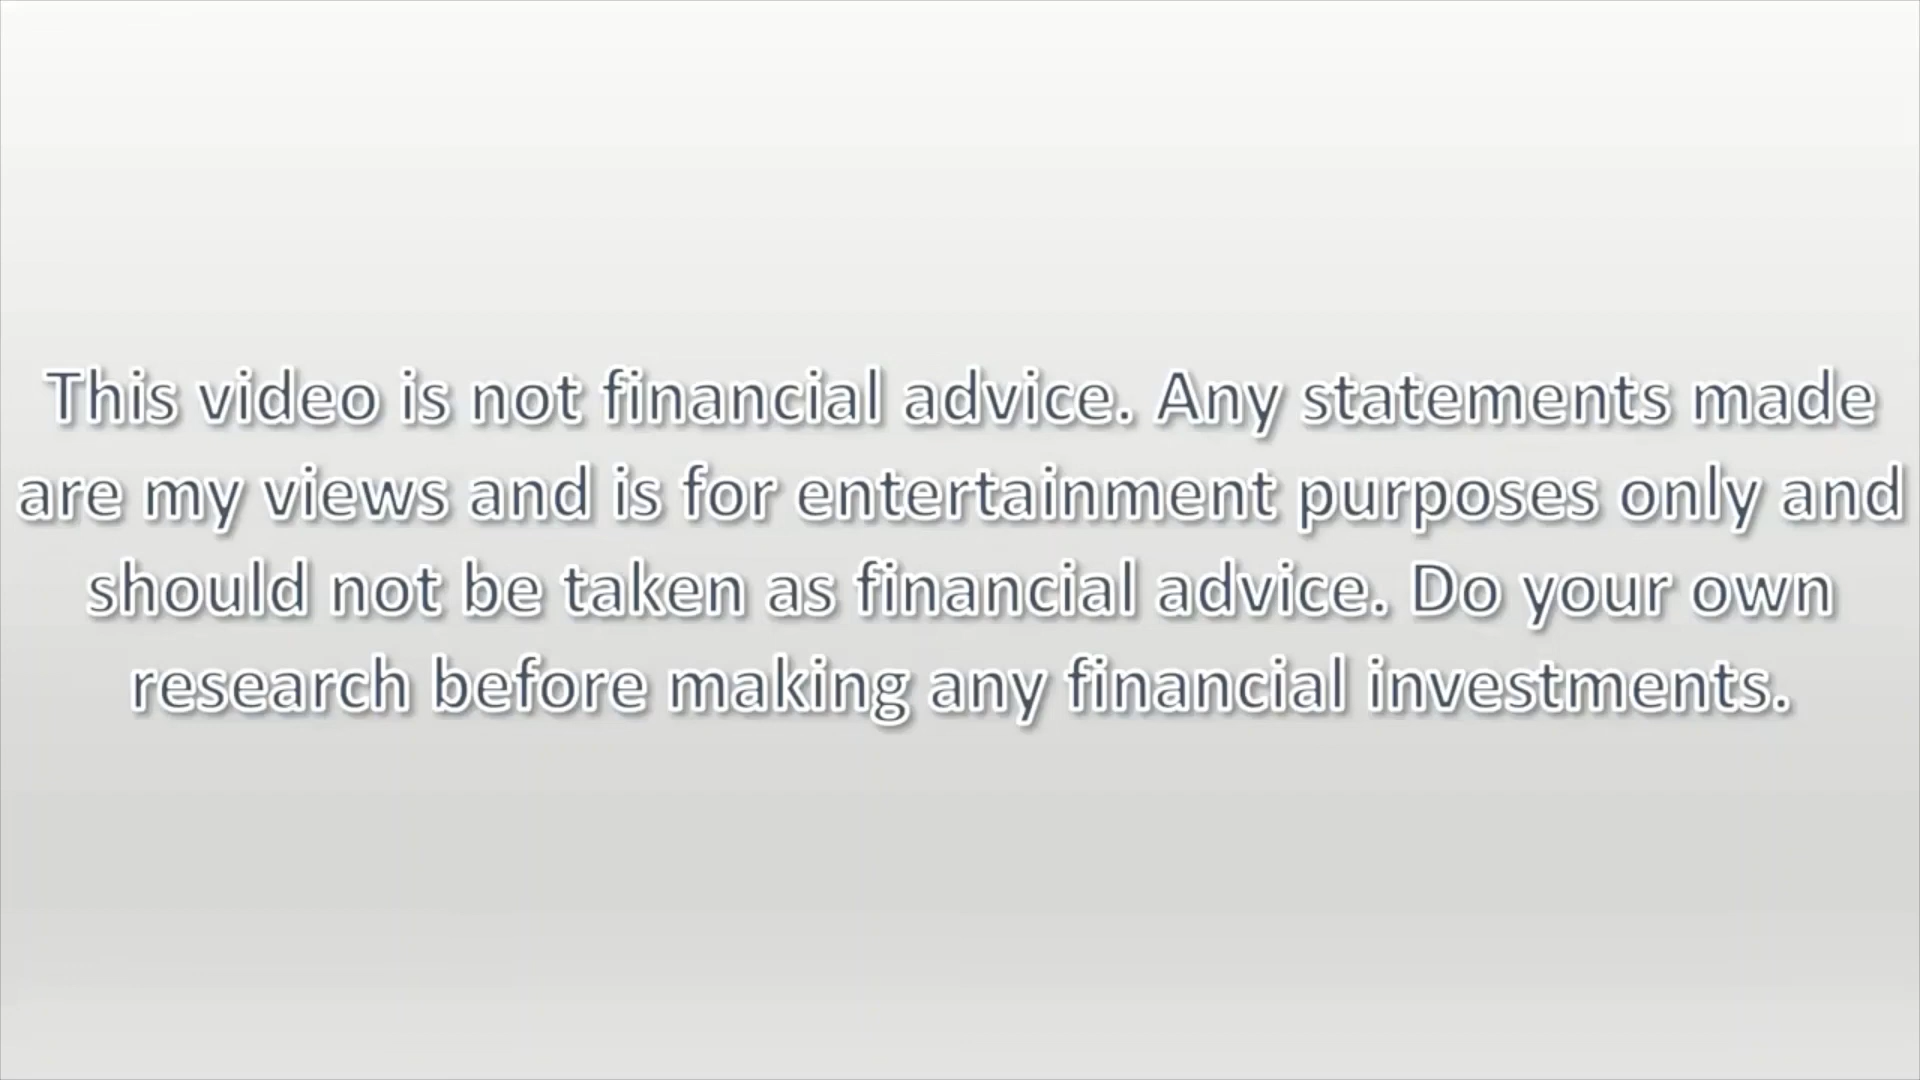 This video is not financial advice. Any statements made
are my views and is for entertainment purposes only and
should not be taken as financial advice. Do your own
research before making any financial investments.